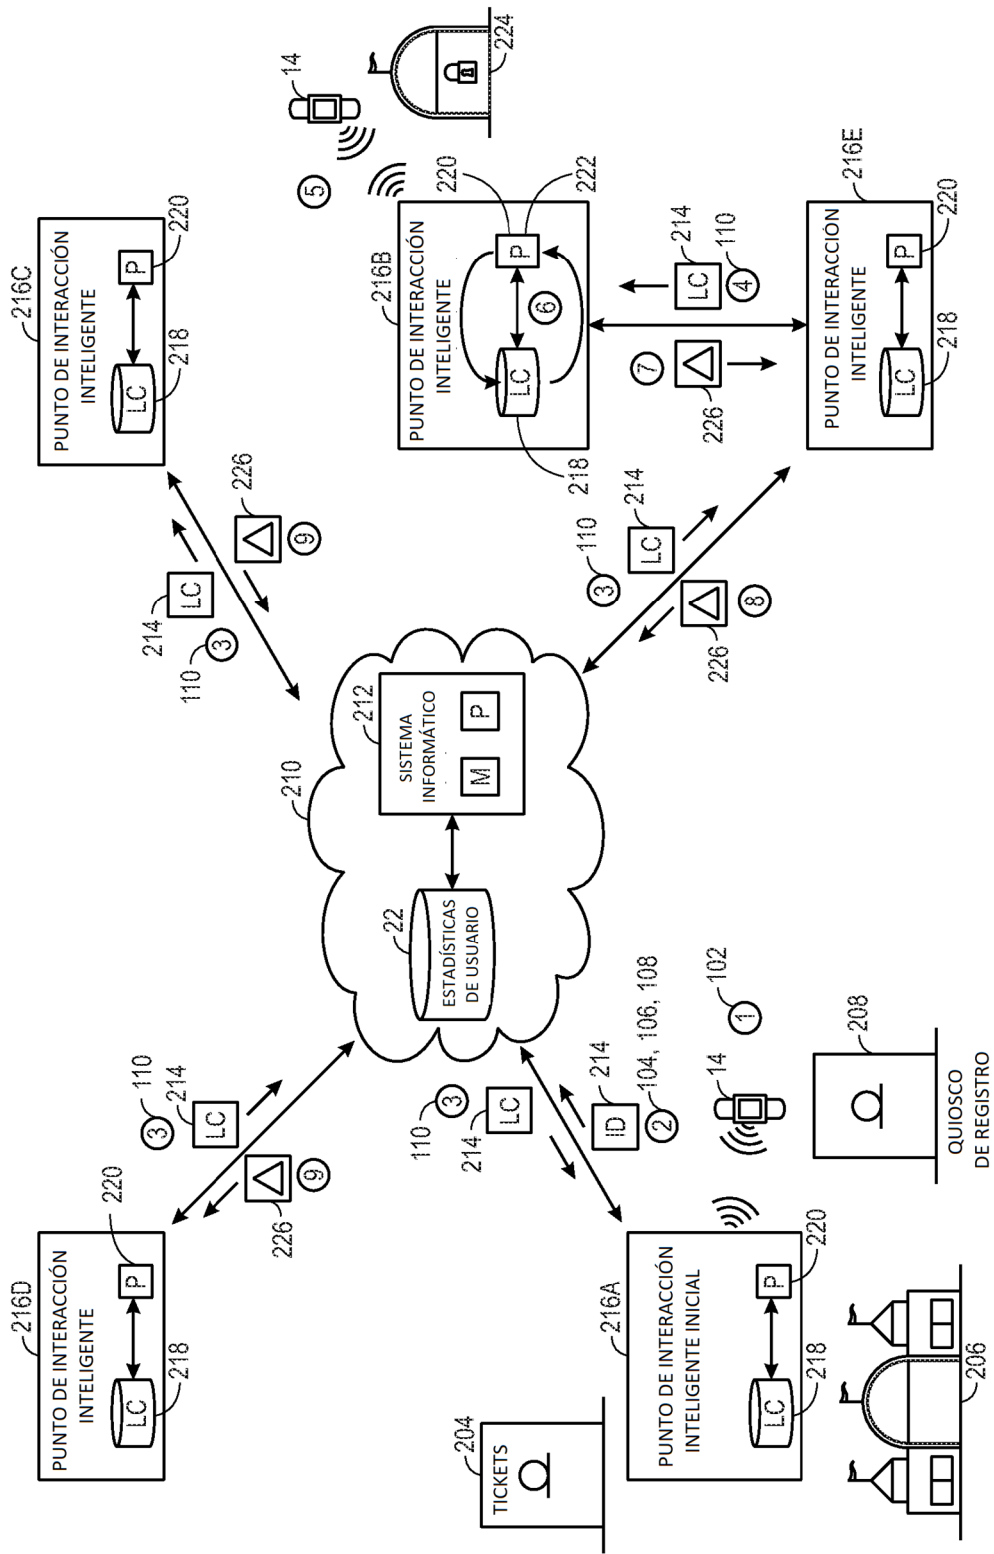 216D
PUNTO DE INTERACCIÓN
INTELIGENTE
LC
P
218
220
3
110
214
LC
226
9
216C
PUNTO DE INTERACCIÓN
INTELIGENTE
LC
P
218
220
110
3
214
LC
226
9
210
22
ESTADÍSTICAS
DE USUARIO
212
SISTEMA
INFORMÁTICO
M
P
204
TICKETS
216A
PUNTO DE INTERACCIÓN
INTELIGENTE INICIAL
LC
P
218
220
206
110
3
214
LC
ID
214
2
104, 106, 108
14
1
102
208
QUIOSCO
DE REGISTRO
3
110
LC
214
226
8
216B
PUNTO DE INTERACCIÓN
INTELIGENTE
LC
P
6
218
220
222
5
14
224
7
226
LC
214
4
110
216E
PUNTO DE INTERACCIÓN
INTELIGENTE
LC
P
218
220